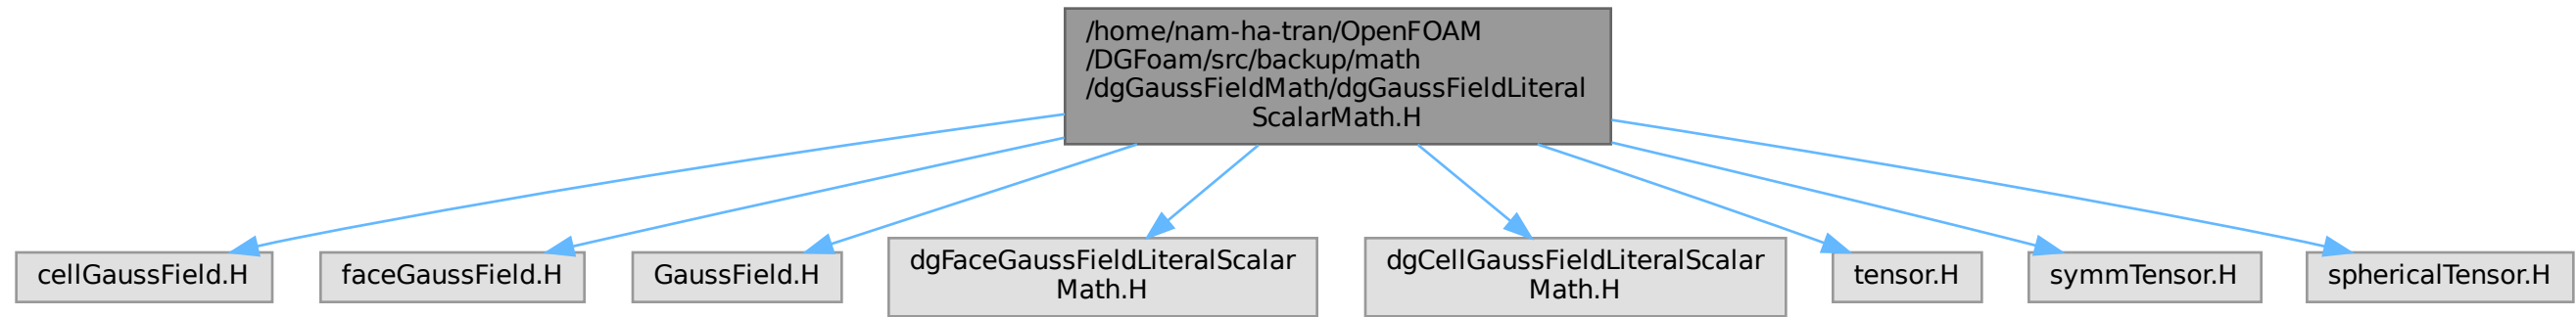 /home/nam-ha-tran/OpenFOAM
/DGFoam/src/backup/math
/dgGaussFieldMath/dgGaussFieldLiteral
ScalarMath.H
cellGaussField.H
faceGaussField.H
GaussField.H
dgFaceGaussFieldLiteralScalar
Math.H
dgCellGaussFieldLiteralScalar
Math.H
tensor.H
symmTensor.H
sphericalTensor.H